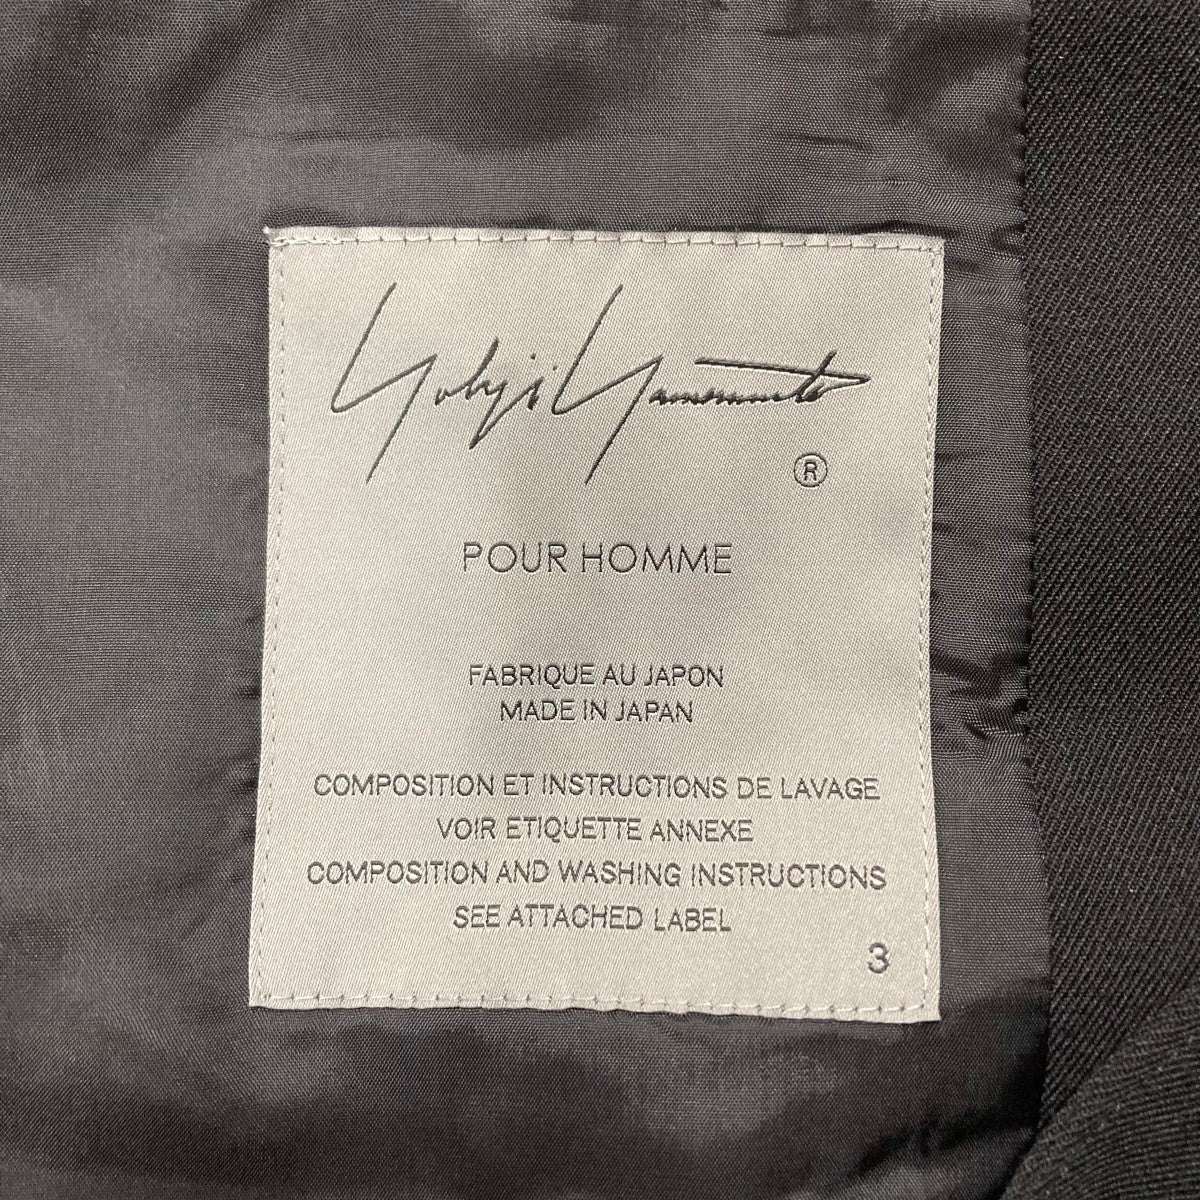 Yohji Yamamoto
®
POUR HOMME
FABRIQUE AU JAPON
MADE IN JAPAN
COMPOSITION ET INSTRUCTIONS DE LAVAGE
VOIR ETIQUETTE ANNEXE
COMPOSITION AND WASHING INSTRUCTIONS
SEE ATTACHED LABEL
3